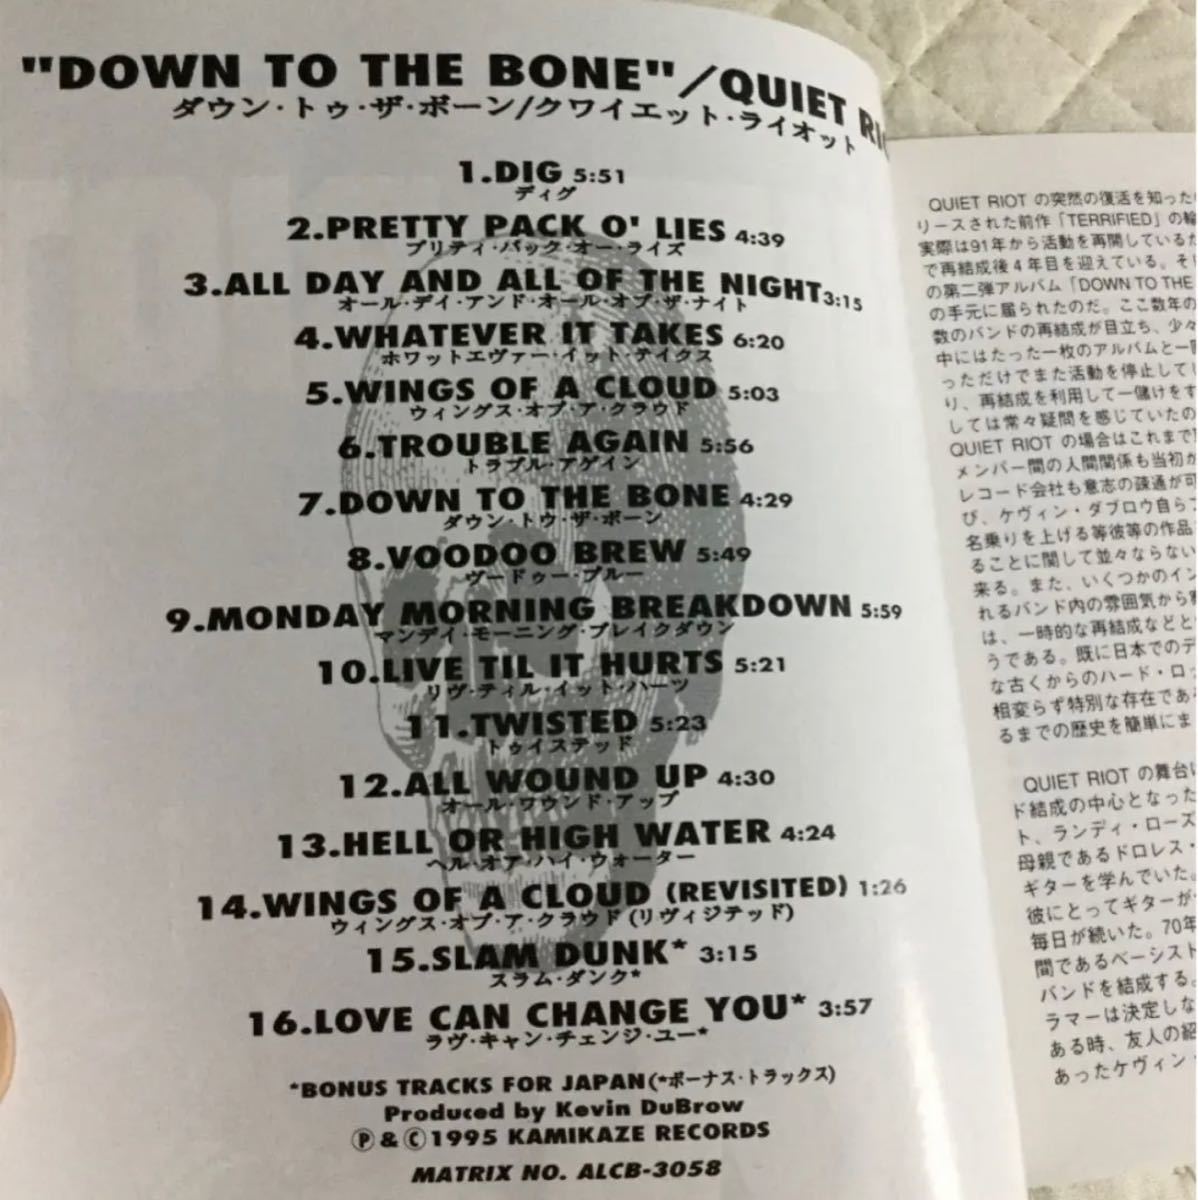 "DOWN TO THE BONE"/QUIET
ダウン・トゥ・ザ・ボーン/クワイエット・ライオット
1.DIG 5:51
ディグ
2.PRETTY PACK O' LIES 4:39
プリティ・パック・オー・ライズ
3.ALL DAY AND ALL OF THE NIGHT 3:15
オール・デイ・アンド・オール・オブ・ザ・ナイト
4.WHATEVER IT TAKES 6:20
ホワットエヴァー・イット・テイクス
5.WINGS OF A CLOUD 5:03
ウィングス・オブ・ア・クラウド
6.TROUBLE AGAIN 5:56
トラブル・アゲイン
7.DOWN TO THE BONE 4:29
ダウン・トゥ・ザ・ボーン
8.VOODOO BREW 5:49
ヴードゥー・ブルー
9.MONDAY MORNING BREAKDOWN 5:59
マンデイ・モーニング・ブレイクダウン
10.LIVE TIL IT HURTS 5:21
リヴ・ティル・イット・ハーツ
11.TWISTED 5:23
トゥイステッド
12.ALL WOUND UP 4:30
オール・ワウンド・アップ
13.HELL OR HIGH WATER 4:24
ヘル・オア・ハイ・ウォーター
14.WINGS OF A CLOUD (REVISITED) 1:26
ウィングス・オブ・ア・クラウド(リヴィジテッド)
15.SLAM DUNK* 3:15
スラム・ダンク*
16.LOVE CAN CHANGE YOU* 3:57
ラヴ・キャン・チェンジ・ユー*
*BONUS TRACKS FOR JAPAN(*ボーナス・トラックス)
Produced by Kevin DuBrow
Ⓟ&©1995 KAMIKAZE RECORDS
MATRIX NO. ALCB-3058
QUIET RIOT の突然の復活を知った
リースされた前作「TERRIFIED」の
実際は91年から活動を再開している
で再結成後4年目を迎えている。そ
の第二弾アルバム「DOWN TO THE
の手元に届られたのだ。ここ数年の
数のバンドの再結成が目立ち、少々
中にはたった一枚のアルバムと一
っただけでまた活動を停止して
り、再結成を利用して一儲けをす
しては常々疑問を感じていたの
QUIET RIOT の場合はこれまで
メンバー間の人間関係も当初か
レコード会社も意志の疎通が可
び、ケヴィン・ダブロウ自ら
名乗りを上げる等彼等の作品
ることに関して並々ならない
来る。また、いくつかのイン
れるバンド内の雰囲気から
は、一時的な再結成などと
うである。既に日本でのデ
な古くからのハード・ロッ
相変らず特別な存在であ
るまでの歴史を簡単にま
QUIET RIOT の舞台
ド結成の中心となった
ト、ランディ・ローズ
母親であるドロレス・
ギターを学んでいた。
彼にとってギターが
毎日が続いた。70年
間であるベーシスト
バンドを結成する。
ラマーは決定しな
ある時、友人の紹
あったケヴィン・